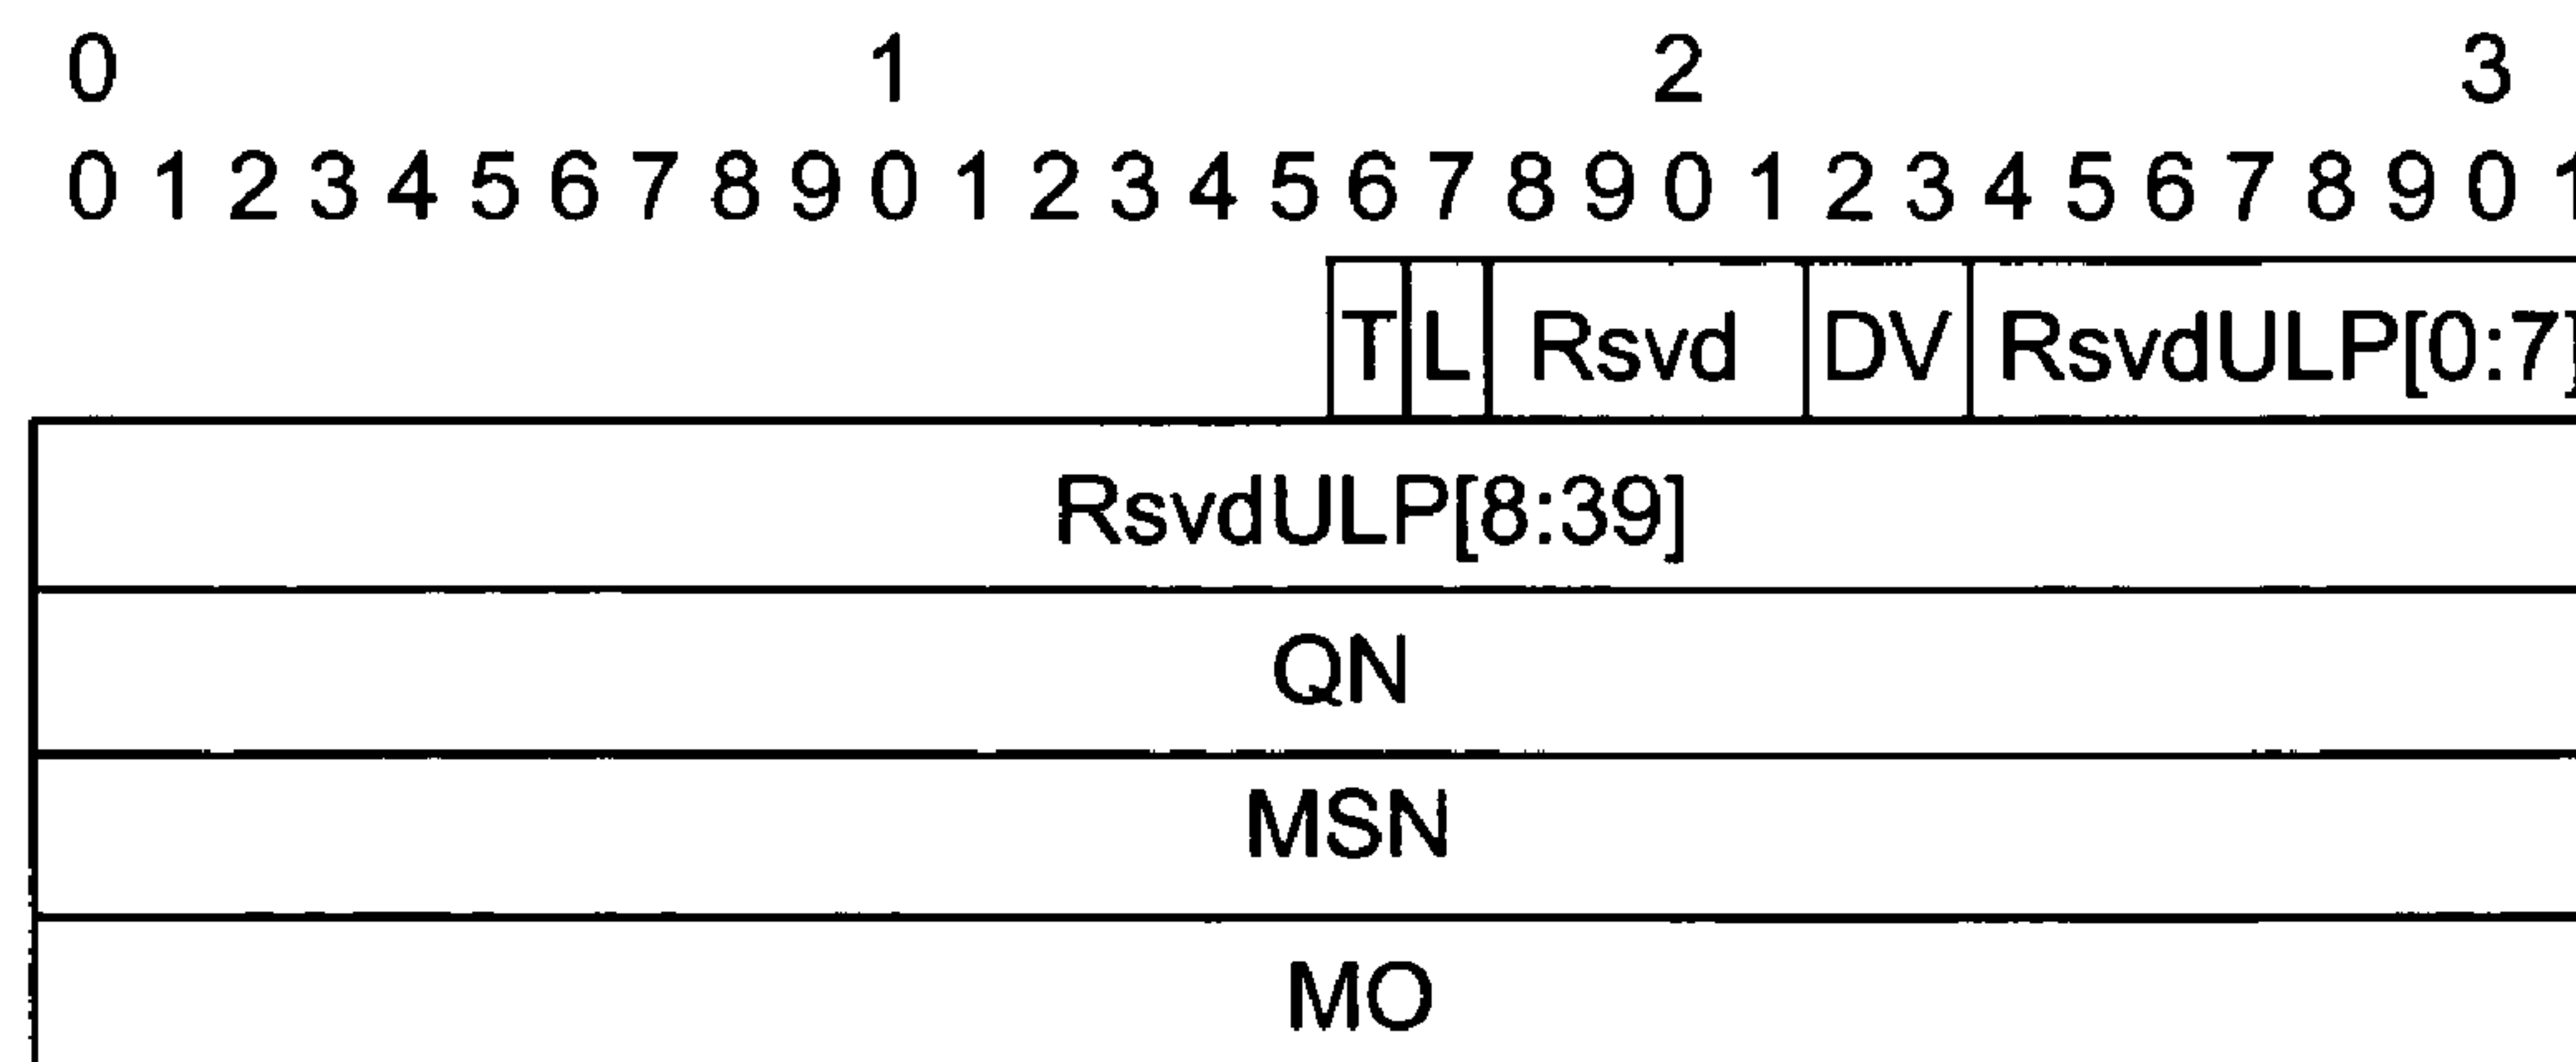 0 1 2 3
0 1 2 3 4 5 6 7 8 9 0 1 2 3 4 5 6 7 8 9 0 1 2 3 4 5 6 7 8 9 0 1
T L Rsvd DV RsvdULP[0:7]
RsvdULP[8:39]
QN
MSN
MO